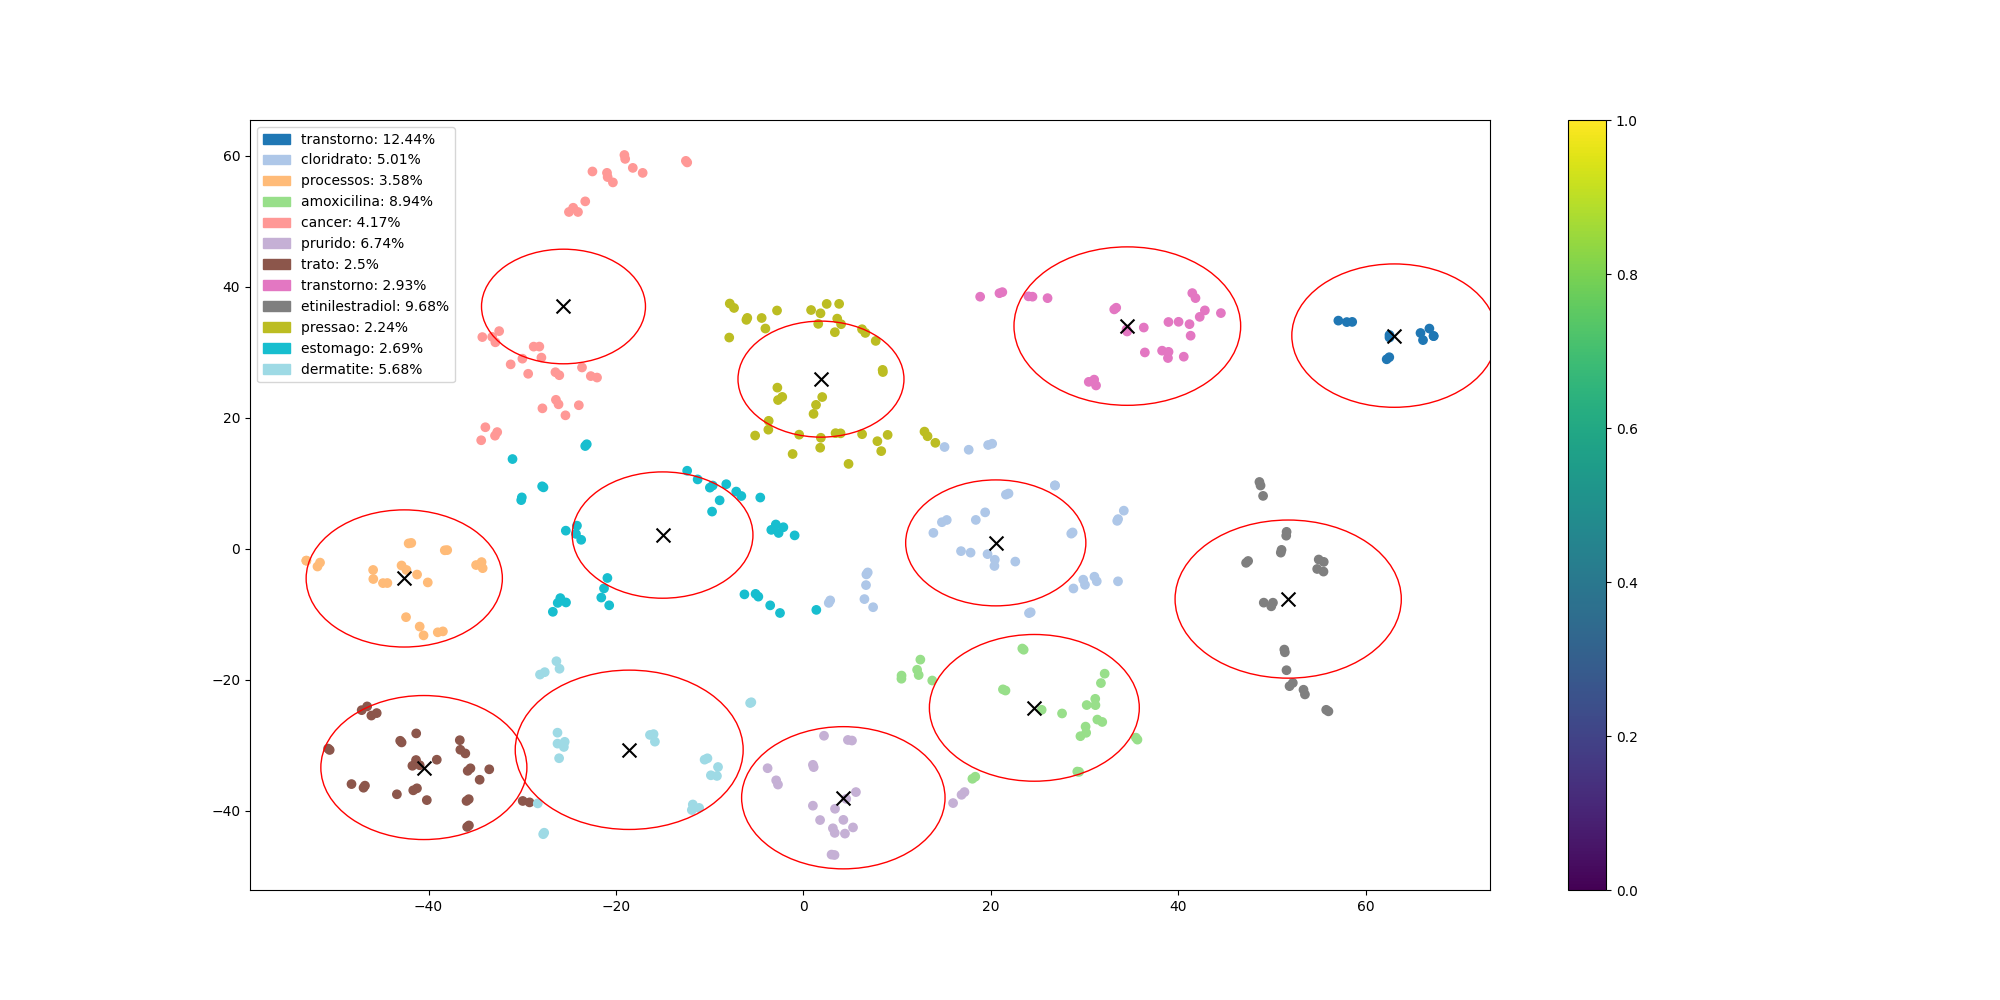 transtorno: 12.44%
cloridrato: 5.01%
processos: 3.58%
amoxicilina: 8.94%
cancer: 4.17%
prurido: 6.74%
trato: 2.5%
transtorno: 2.93%
etinilestradiol: 9.68%
pressao: 2.24%
estomago: 2.69%
dermatite: 5.68%
60
40
20
0
−20
−40
−40 −20 0 20 40 60
1.0
0.8
0.6
0.4
0.2
0.0